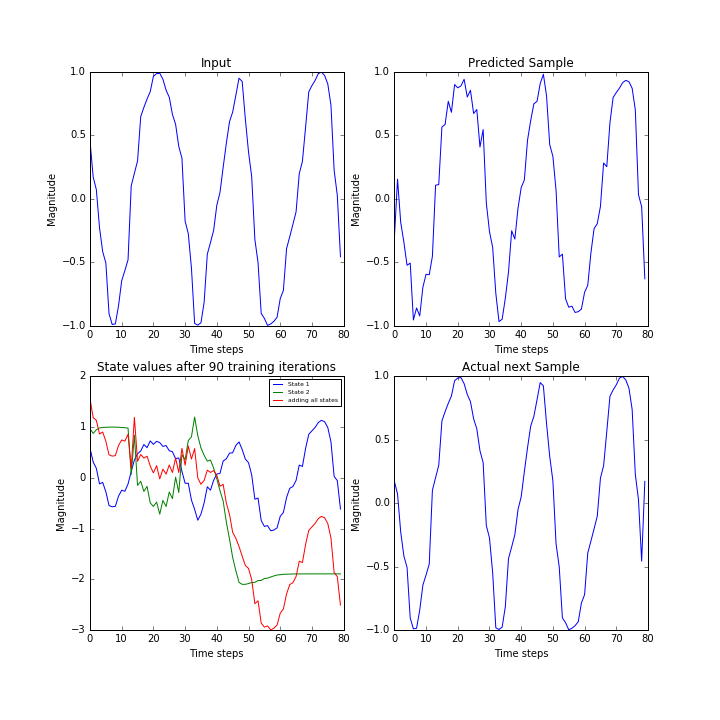 Input
1.0
0.5
0.0
−0.5
−1.0
Magnitude
0 10 20 30 40 50 60 70 80
Time steps
Predicted Sample
1.0
0.5
0.0
−0.5
−1.0
Magnitude
0 10 20 30 40 50 60 70 80
Time steps
State values after 90 training iterations
State 1
State 2
adding all states
2
1
0
−1
−2
−3
Magnitude
0 10 20 30 40 50 60 70 80
Time steps
Actual next Sample
1.0
0.5
0.0
−0.5
−1.0
Magnitude
0 10 20 30 40 50 60 70 80
Time steps